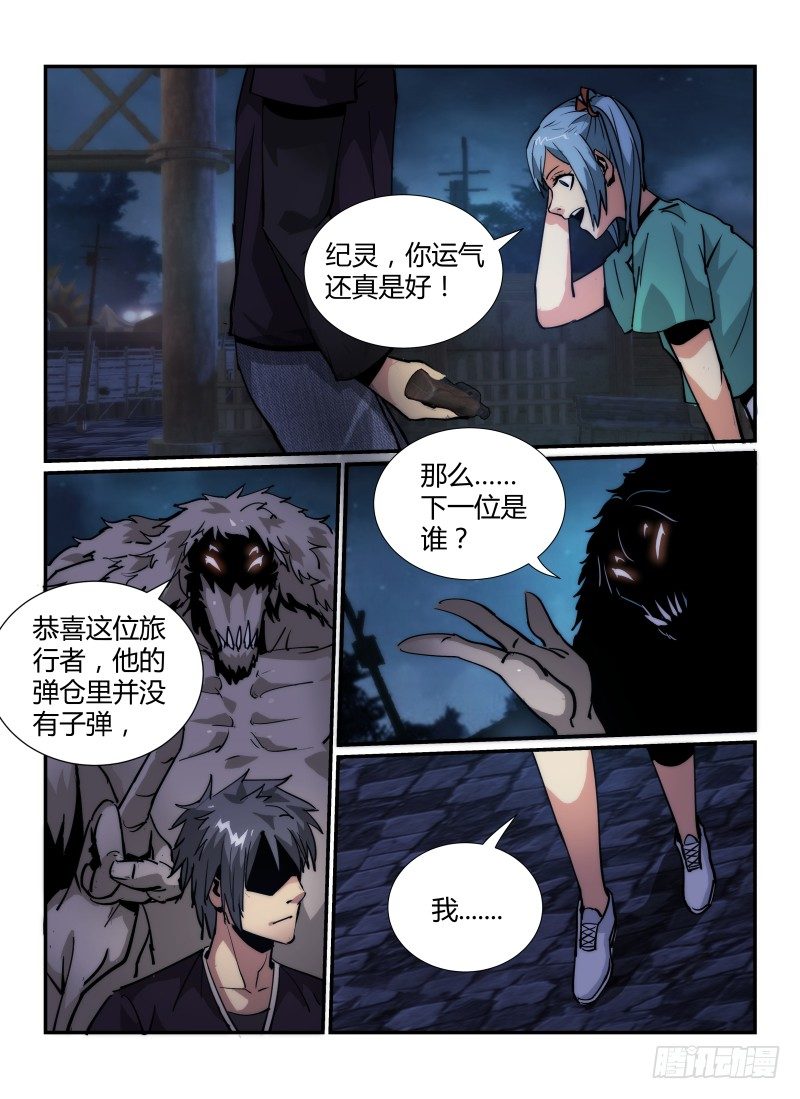 纪灵，你运气
还真是好！
恭喜这位旅
行者，他的
弹仓里并没
有子弹，
那么……
下一位是
谁？
我.......
腾讯动漫